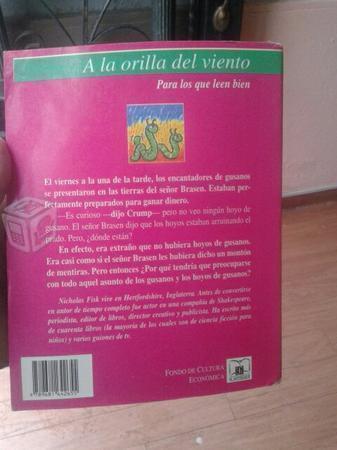 A la orilla del viento
Para los que leen bien
El viernes a la una de la tarde, los encantadores de gusanos
se presentaron en las tierras del señor Brasen. Estaban per-
fectamente preparados para ganar dinero.
—Es curioso —dijo Crump— pero no veo ningún hoyo de
gusano. El señor Brasen dijo que los hoyos estaban arruinando el
prado. Pero, ¿dónde están?
En efecto, era extraño que no hubiera hoyos de gusanos.
Era casi como si el señor Brasen les hubiera dicho un montón
de mentiras. Pero entonces ¿Por qué tendría que preocuparse
con todo aquel asunto de los gusanos y los hoyos de gusanos?
Nicholas Fisk vive en Hertfordshire, Inglaterra. Antes de convertirse
en autor de tiempo completo fue actor en una compañía de Shakespeare,
periodista, editor de libros, director creativo y publicista. Ha escrito más
de cuarenta libros (la mayoría de los cuales son de ciencia ficción para
niños) y varios guiones de tv.
FONDO DE CULTURA
ECONÓMICA
9 789681 642655